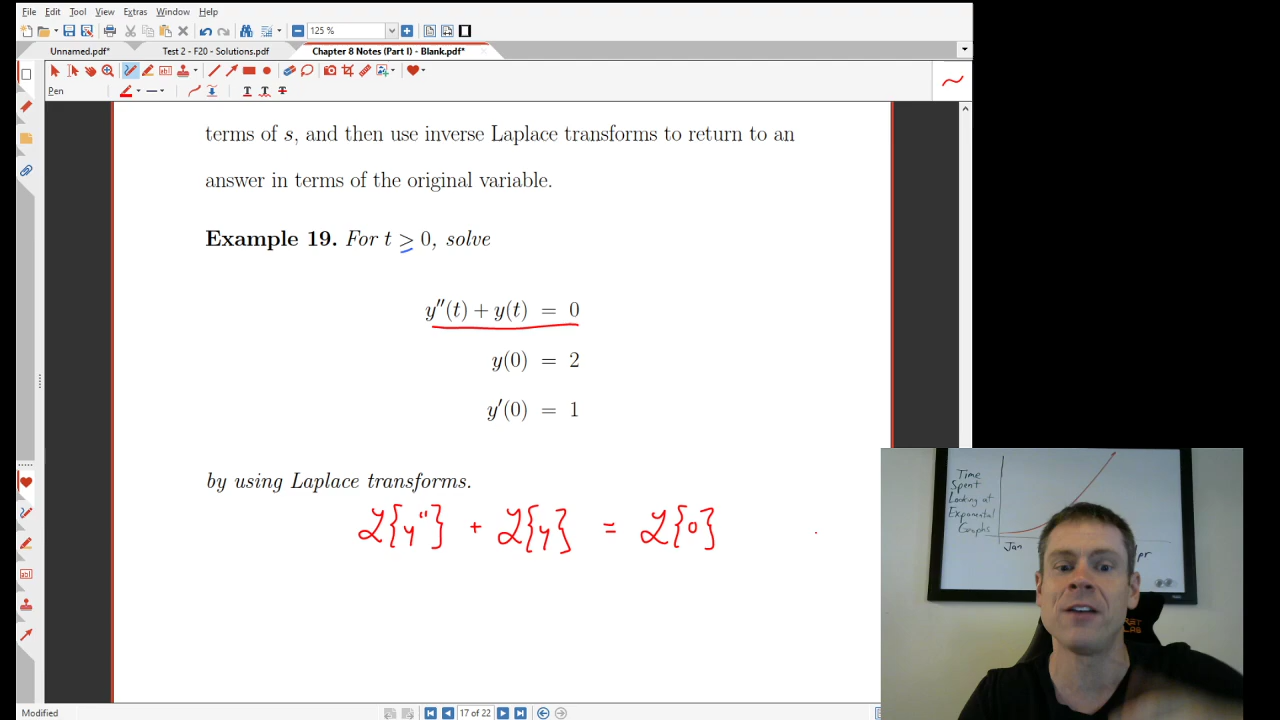 File Edit Tool View Extras Window Help
125 %
Unnamed.pdf* Test 2 - F20 - Solutions.pdf Chapter 8 Notes (Part I) - Blank.pdf*
Pen
terms of s, and then use inverse Laplace transforms to return to an
answer in terms of the original variable.
Example 19. For t ≥ 0, solve
y″(t) + y(t) = 0
y(0) = 2
y′(0) = 1
by using Laplace transforms.
ℒ{y"} + ℒ{y} = ℒ{0}
Time
Spent
Looking at
Exponential
Graphs
Jan
Modified
17 of 22